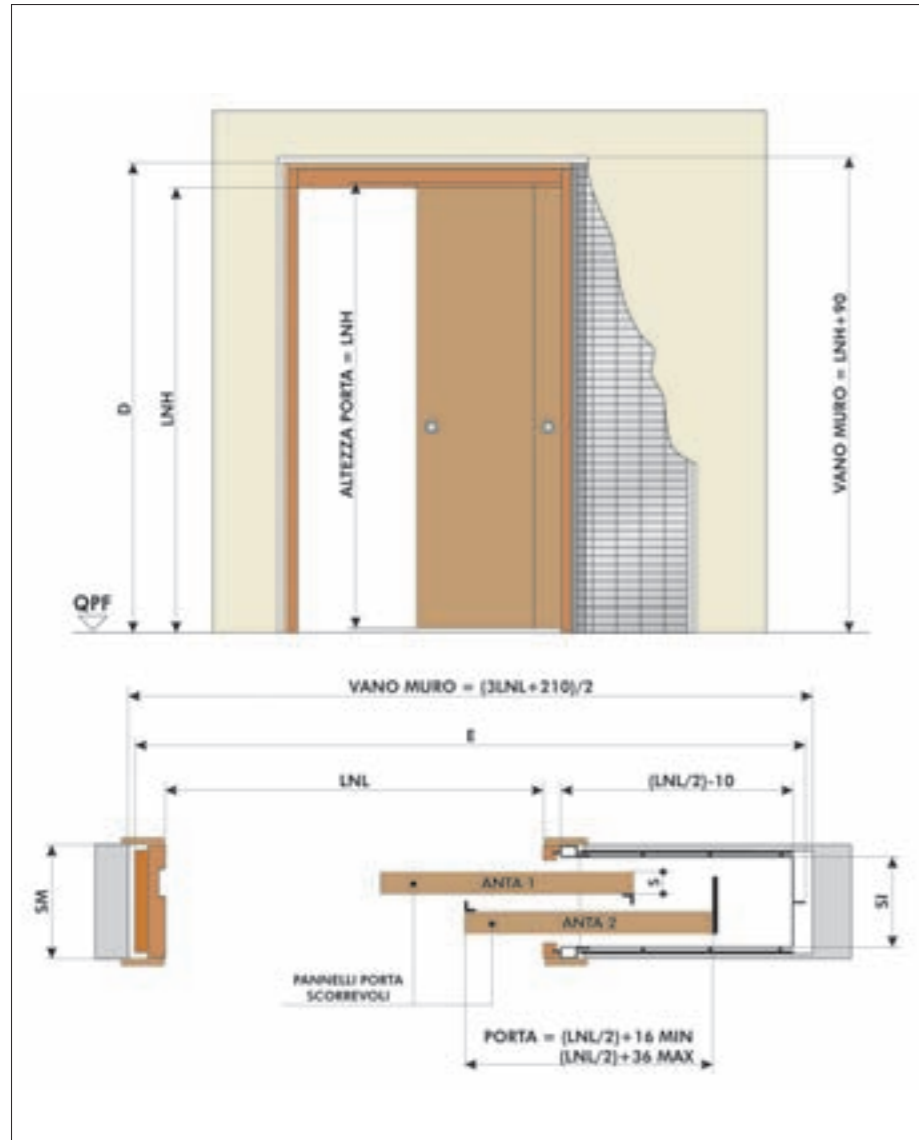 D
LNH
ALTEZZA PORTA = LNH
VANO MURO = LNH+90
QPF
VANO MURO = (3LNL+210)/2
E
LNL
(LNL/2)-10
SM
ANTA 1
S
SI
ANTA 2
PANNELLI PORTA
SCORREVOLI
PORTA = (LNL/2)+16 MIN
(LNL/2)+36 MAX